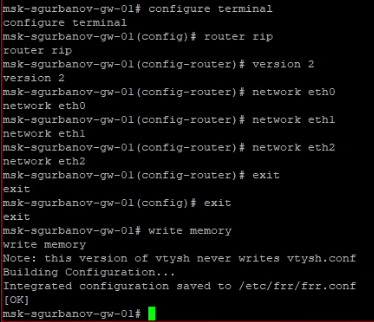 msk-sgurbanov-gw-01# configure terminal
configure terminal
msk-sgurbanov-gw-01(config)# router rip
router rip
msk-sgurbanov-gw-01(config-router)# version 2
version 2
msk-sgurbanov-gw-01(config-router)# network eth0
network eth0
msk-sgurbanov-gw-01(config-router)# network eth1
network eth1
msk-sgurbanov-gw-01(config-router)# network eth2
network eth2
msk-sgurbanov-gw-01(config-router)# exit
exit
msk-sgurbanov-gw-01(config)# exit
exit
msk-sgurbanov-gw-01# write memory
write memory
Note: this version of vtysh never writes vtysh.conf
Building Configuration...
Integrated configuration saved to /etc/frr/frr.conf
[OK]
msk-sgurbanov-gw-01#